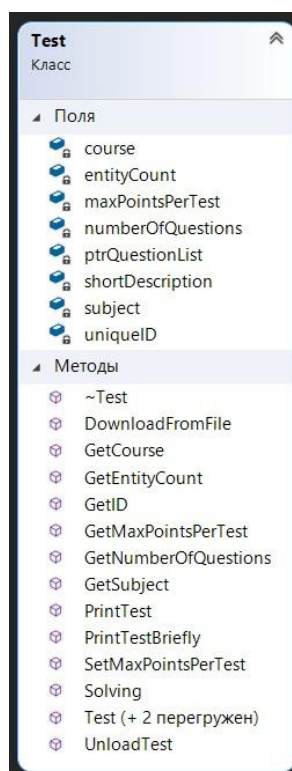 Test
Класс
Поля
course
entityCount
maxPointsPerTest
numberOfQuestions
ptrQuestionList
shortDescription
subject
uniqueID
Методы
~Test
DownloadFromFile
GetCourse
GetEntityCount
GetID
GetMaxPointsPerTest
GetNumberOfQuestions
GetSubject
PrintTest
PrintTestBriefly
SetMaxPointsPerTest
Solving
Test (+ 2 перегружен)
UnloadTest